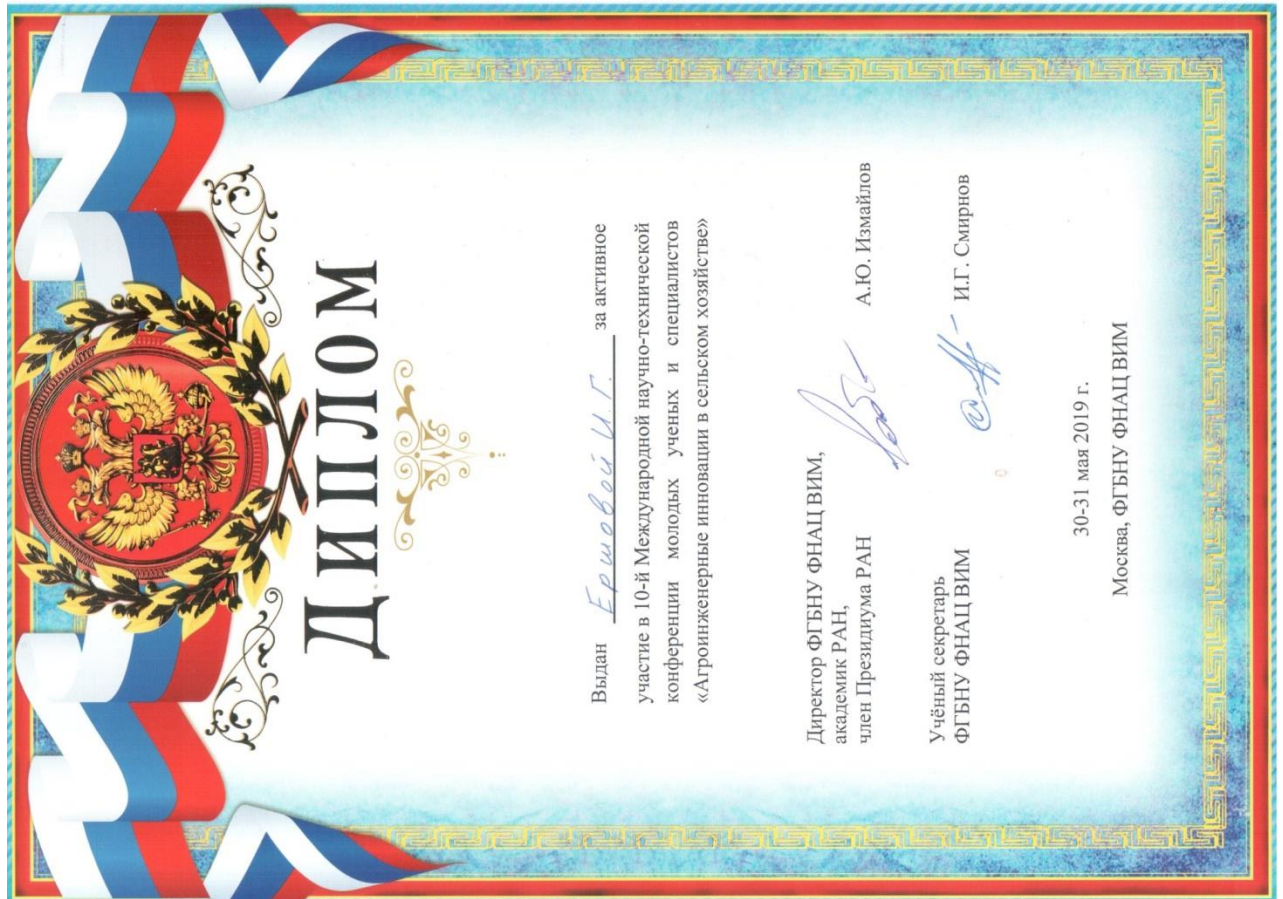 ДИПЛОМ
Выдан Ершовой И.Г. за активное
участие в 10-й Международной научно-технической
конференции молодых ученых и специалистов
«Агроинженерные инновации в сельском хозяйстве»
Директор ФГБНУ ФНАЦ ВИМ,
академик РАН,
член Президиума РАН А.Ю. Измайлов
Учёный секретарь
ФГБНУ ФНАЦ ВИМ И.Г. Смирнов
30-31 мая 2019 г.
Москва, ФГБНУ ФНАЦ ВИМ